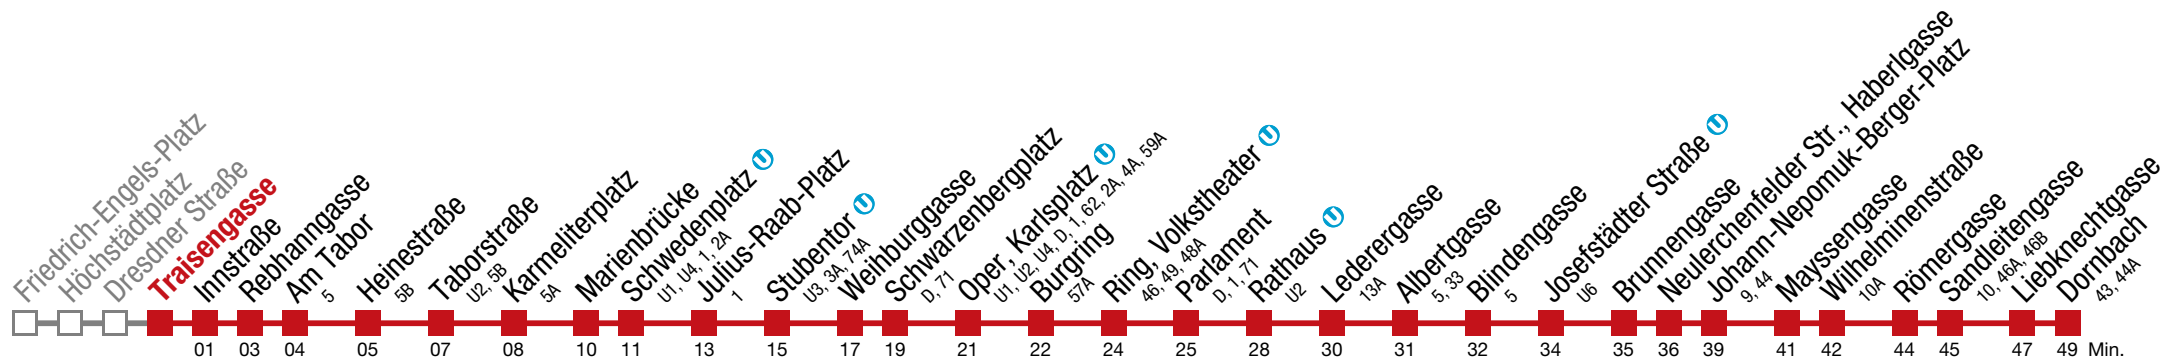 Friedrich-Engels-Platz
Höchstädtplatz
Dresdner Straße
Traisengasse
Innstraße
Rebhanngasse
Am Tabor
5
Heinestraße
5B
Taborstraße
U2, 5B
Karmeliterplatz
5A
Marienbrücke
Schwedenplatz U
U1, U4, 1, 2A
Julius-Raab-Platz
1
Stubentor U
U3, 3A, 74A
Weihburggasse
Schwarzenbergplatz
D, 71
Oper, Karlsplatz U
U1, U2, U4, D, 1, 62, 2A, 4A, 59A
Burgring
57A
Ring, Volkstheater U
46, 49, 48A
Parlament
D, 1, 71
Rathaus U
U2
Lederergasse
13A
Albertgasse
5, 33
Blindengasse
5
Josefstädter Straße U
U6
Brunnengasse
Neulerchenfelder Str., Haberlgasse
Johann-Nepomuk-Berger-Platz
9, 44
Mayssengasse
Wilhelminenstraße
10A
Römergasse
Sandleitengasse
10, 46A, 46B
Liebknechtgasse
Dornbach
43, 44A
01 03 04 05 07 08 10 11 13 15 17 19 21 22 24 25 28 30 31 32 34 35 36 39 41 42 44 45 47 49 Min.